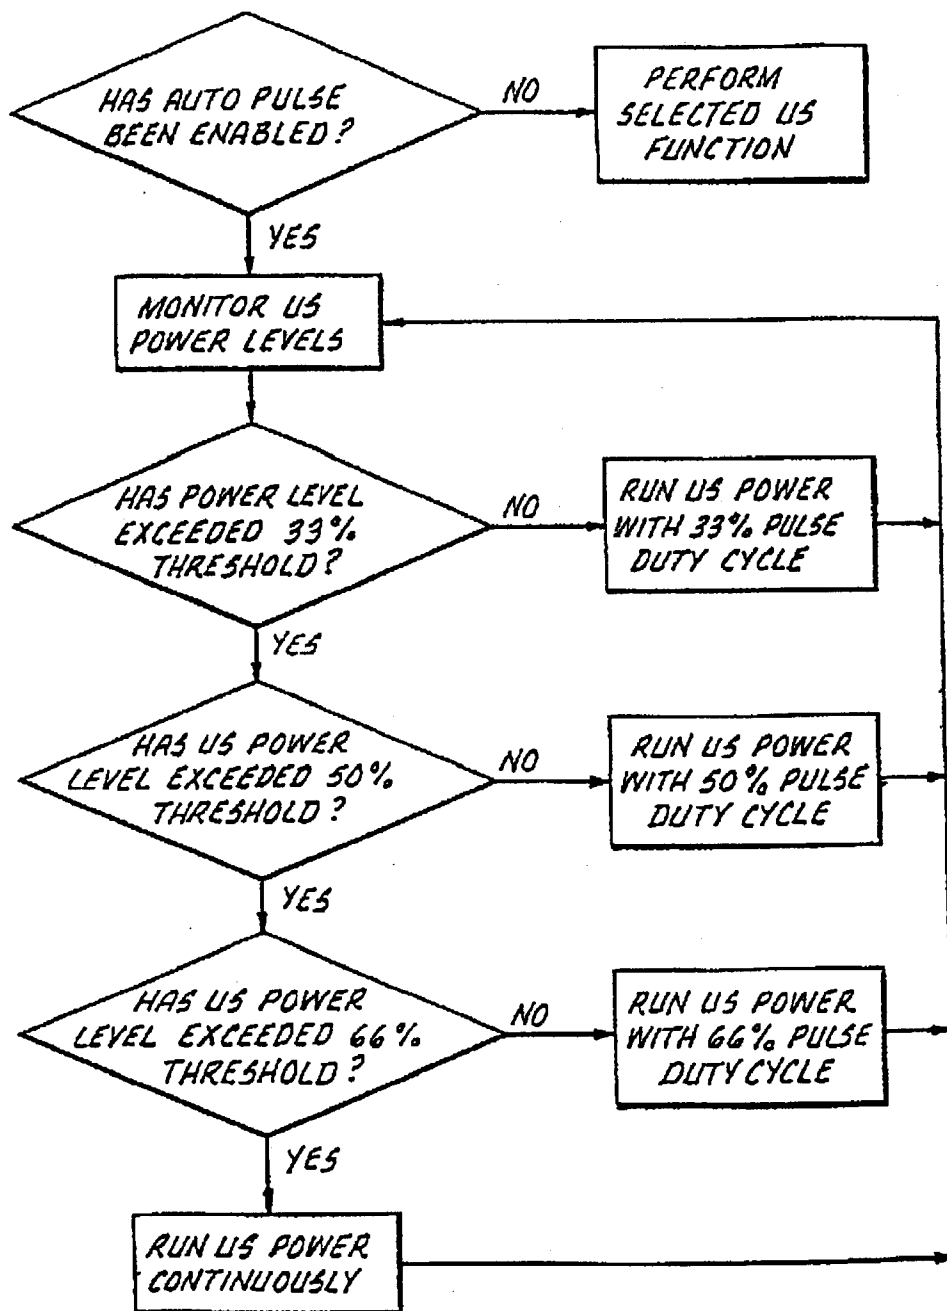 HAS AUTO PULSE
BEEN ENABLED?
NO
PERFORM
SELECTED US
FUNCTION
YES
MONITOR US
POWER LEVELS
HAS POWER LEVEL
EXCEEDED 33%
THRESHOLD?
NO
RUN US POWER
WITH 33% PULSE
DUTY CYCLE
YES
HAS US POWER
LEVEL EXCEEDED 50%
THRESHOLD?
NO
RUN US POWER
WITH 50% PULSE
DUTY CYCLE
YES
HAS US POWER
LEVEL EXCEEDED 66%
THRESHOLD?
NO
RUN US POWER
WITH 66% PULSE
DUTY CYCLE
YES
RUN US POWER
CONTINUOUSLY